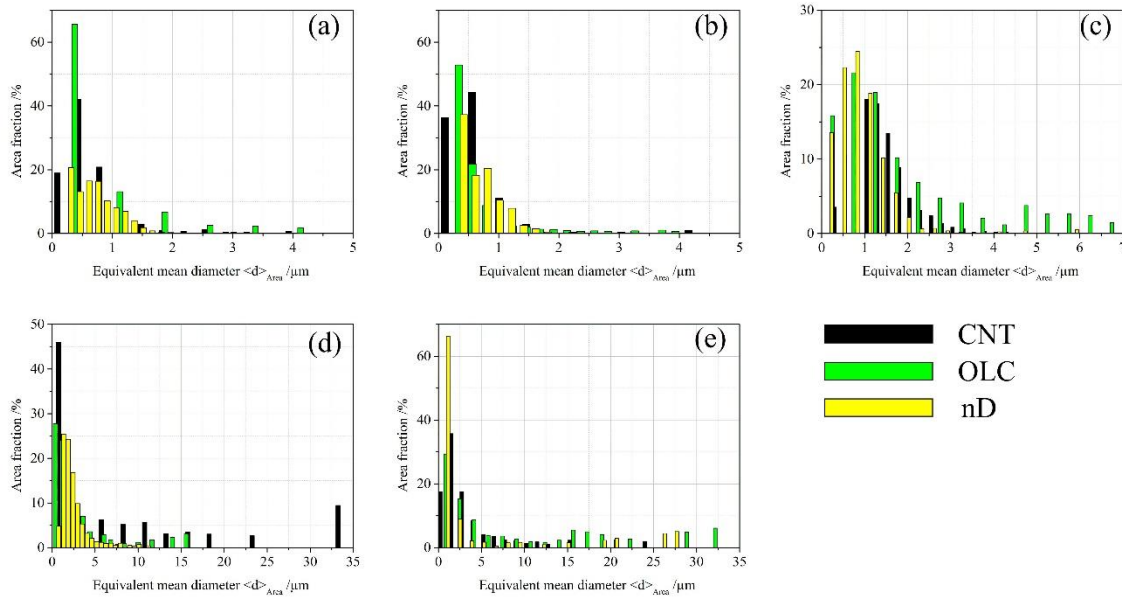 (a)
Area fraction /%
60
40
20
0
0 1 2 3 4 5
Equivalent mean diameter <d>Area /µm
(b)
Area fraction /%
60
40
20
0
0 1 2 3 4 5
Equivalent mean diameter <d>Area /µm
(c)
Area fraction /%
30
20
10
0
0 1 2 3 4 5 6 7
Equivalent mean diameter <d>Area /µm
(d)
Area fraction /%
50
40
30
20
10
0
0 5 10 15 20 25 30 35
Equivalent mean diameter <d>Area /µm
(e)
Area fraction /%
60
40
20
0
0 5 10 15 20 25 30 35
Equivalent mean diameter <d>Area /µm
CNT
OLC
nD